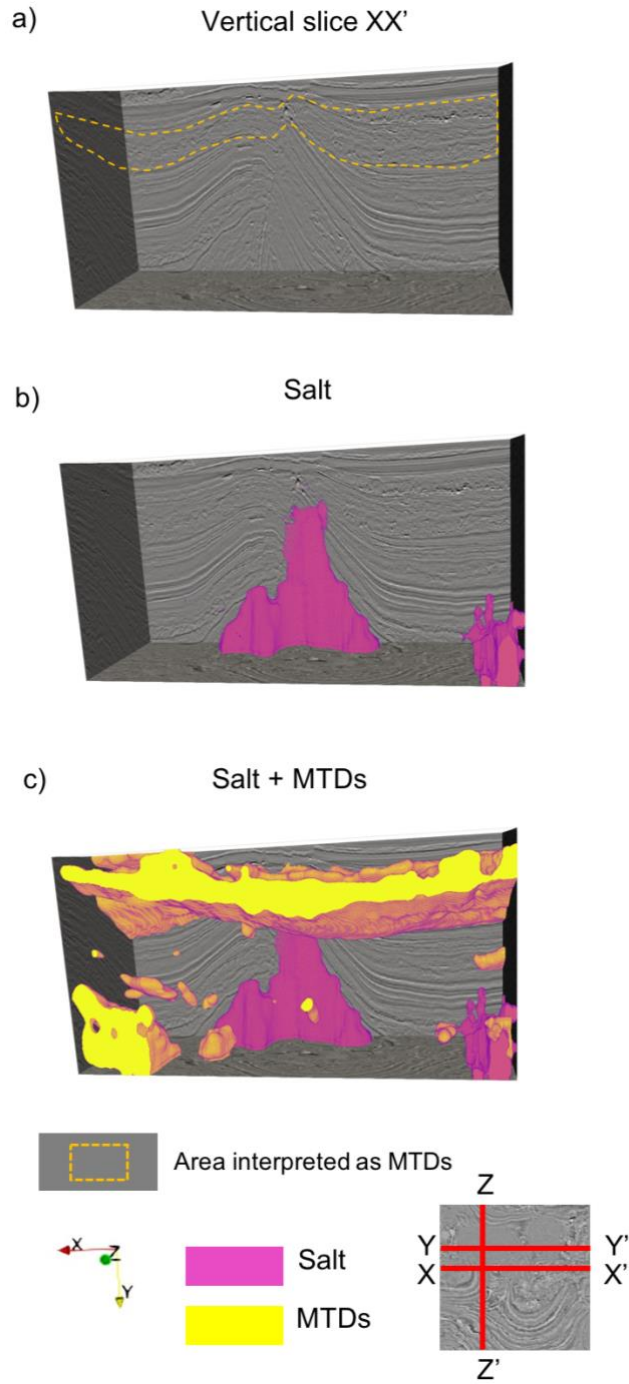 a)
Vertical slice XX'
b)
Salt
c)
Salt + MTDs
Area interpreted as MTDs
X
Z
Y
Salt
MTDs
Z
Y
Y'
X
X'
Z'